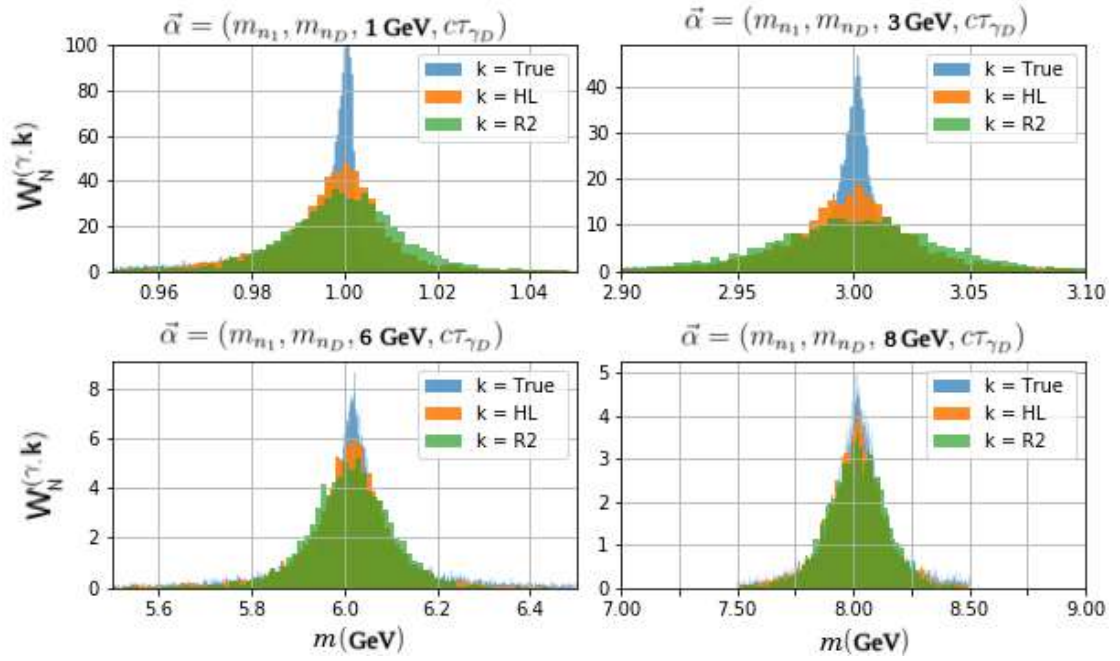 α⃗ = (m_{n_1}, m_{n_D}, 1 GeV, cτ_{γ_D})
α⃗ = (m_{n_1}, m_{n_D}, 3 GeV, cτ_{γ_D})
W_N^{(γ,k)}
100
80
60
40
20
0
k = True
k = HL
k = R2
0.96 0.98 1.00 1.02 1.04
40
30
20
10
0
k = True
k = HL
k = R2
2.90 2.95 3.00 3.05 3.10
α⃗ = (m_{n_1}, m_{n_D}, 6 GeV, cτ_{γ_D})
α⃗ = (m_{n_1}, m_{n_D}, 8 GeV, cτ_{γ_D})
W_N^{(γ,k)}
8
6
4
2
0
k = True
k = HL
k = R2
5.6 5.8 6.0 6.2 6.4
m(GeV)
5
4
3
2
1
0
k = True
k = HL
k = R2
7.00 7.50 8.00 8.50 9.00
m(GeV)